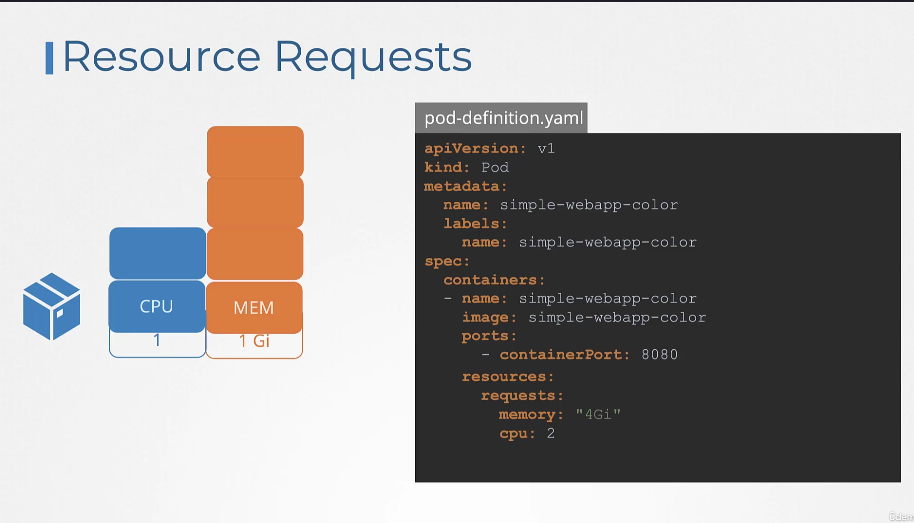 Resource Requests
pod-definition.yaml
apiVersion: v1
kind: Pod
metadata:
  name: simple-webapp-color
  labels:
    name: simple-webapp-color
spec:
  containers:
  - name: simple-webapp-color
    image: simple-webapp-color
    ports:
      - containerPort: 8080
    resources:
      requests:
        memory: "4Gi"
        cpu: 2
CPU
MEM
1
1 Gi